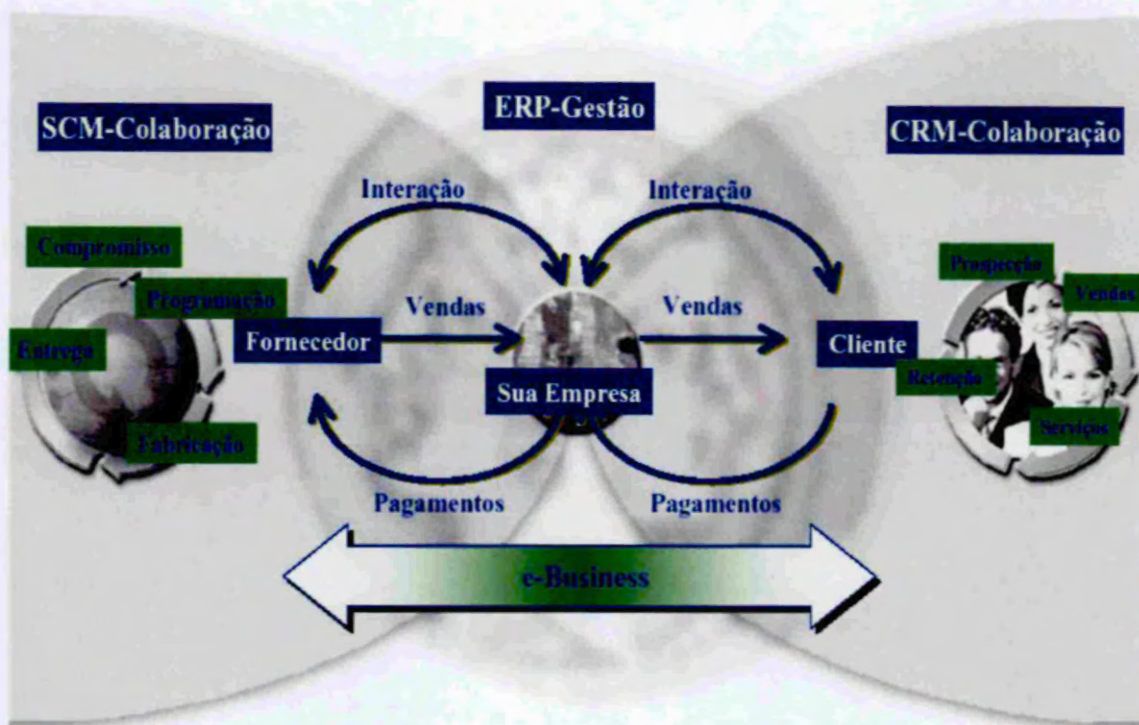 ERP-Gestão
SCM-Colaboração
CRM-Colaboração
Interação
Interação
Compromisso
Programação
Entrega
Fabricação
Vendas
Vendas
Fornecedor
Sua Empresa
Cliente
Prospecção
Vendas
Retenção
Serviços
Pagamentos
Pagamentos
e-Business